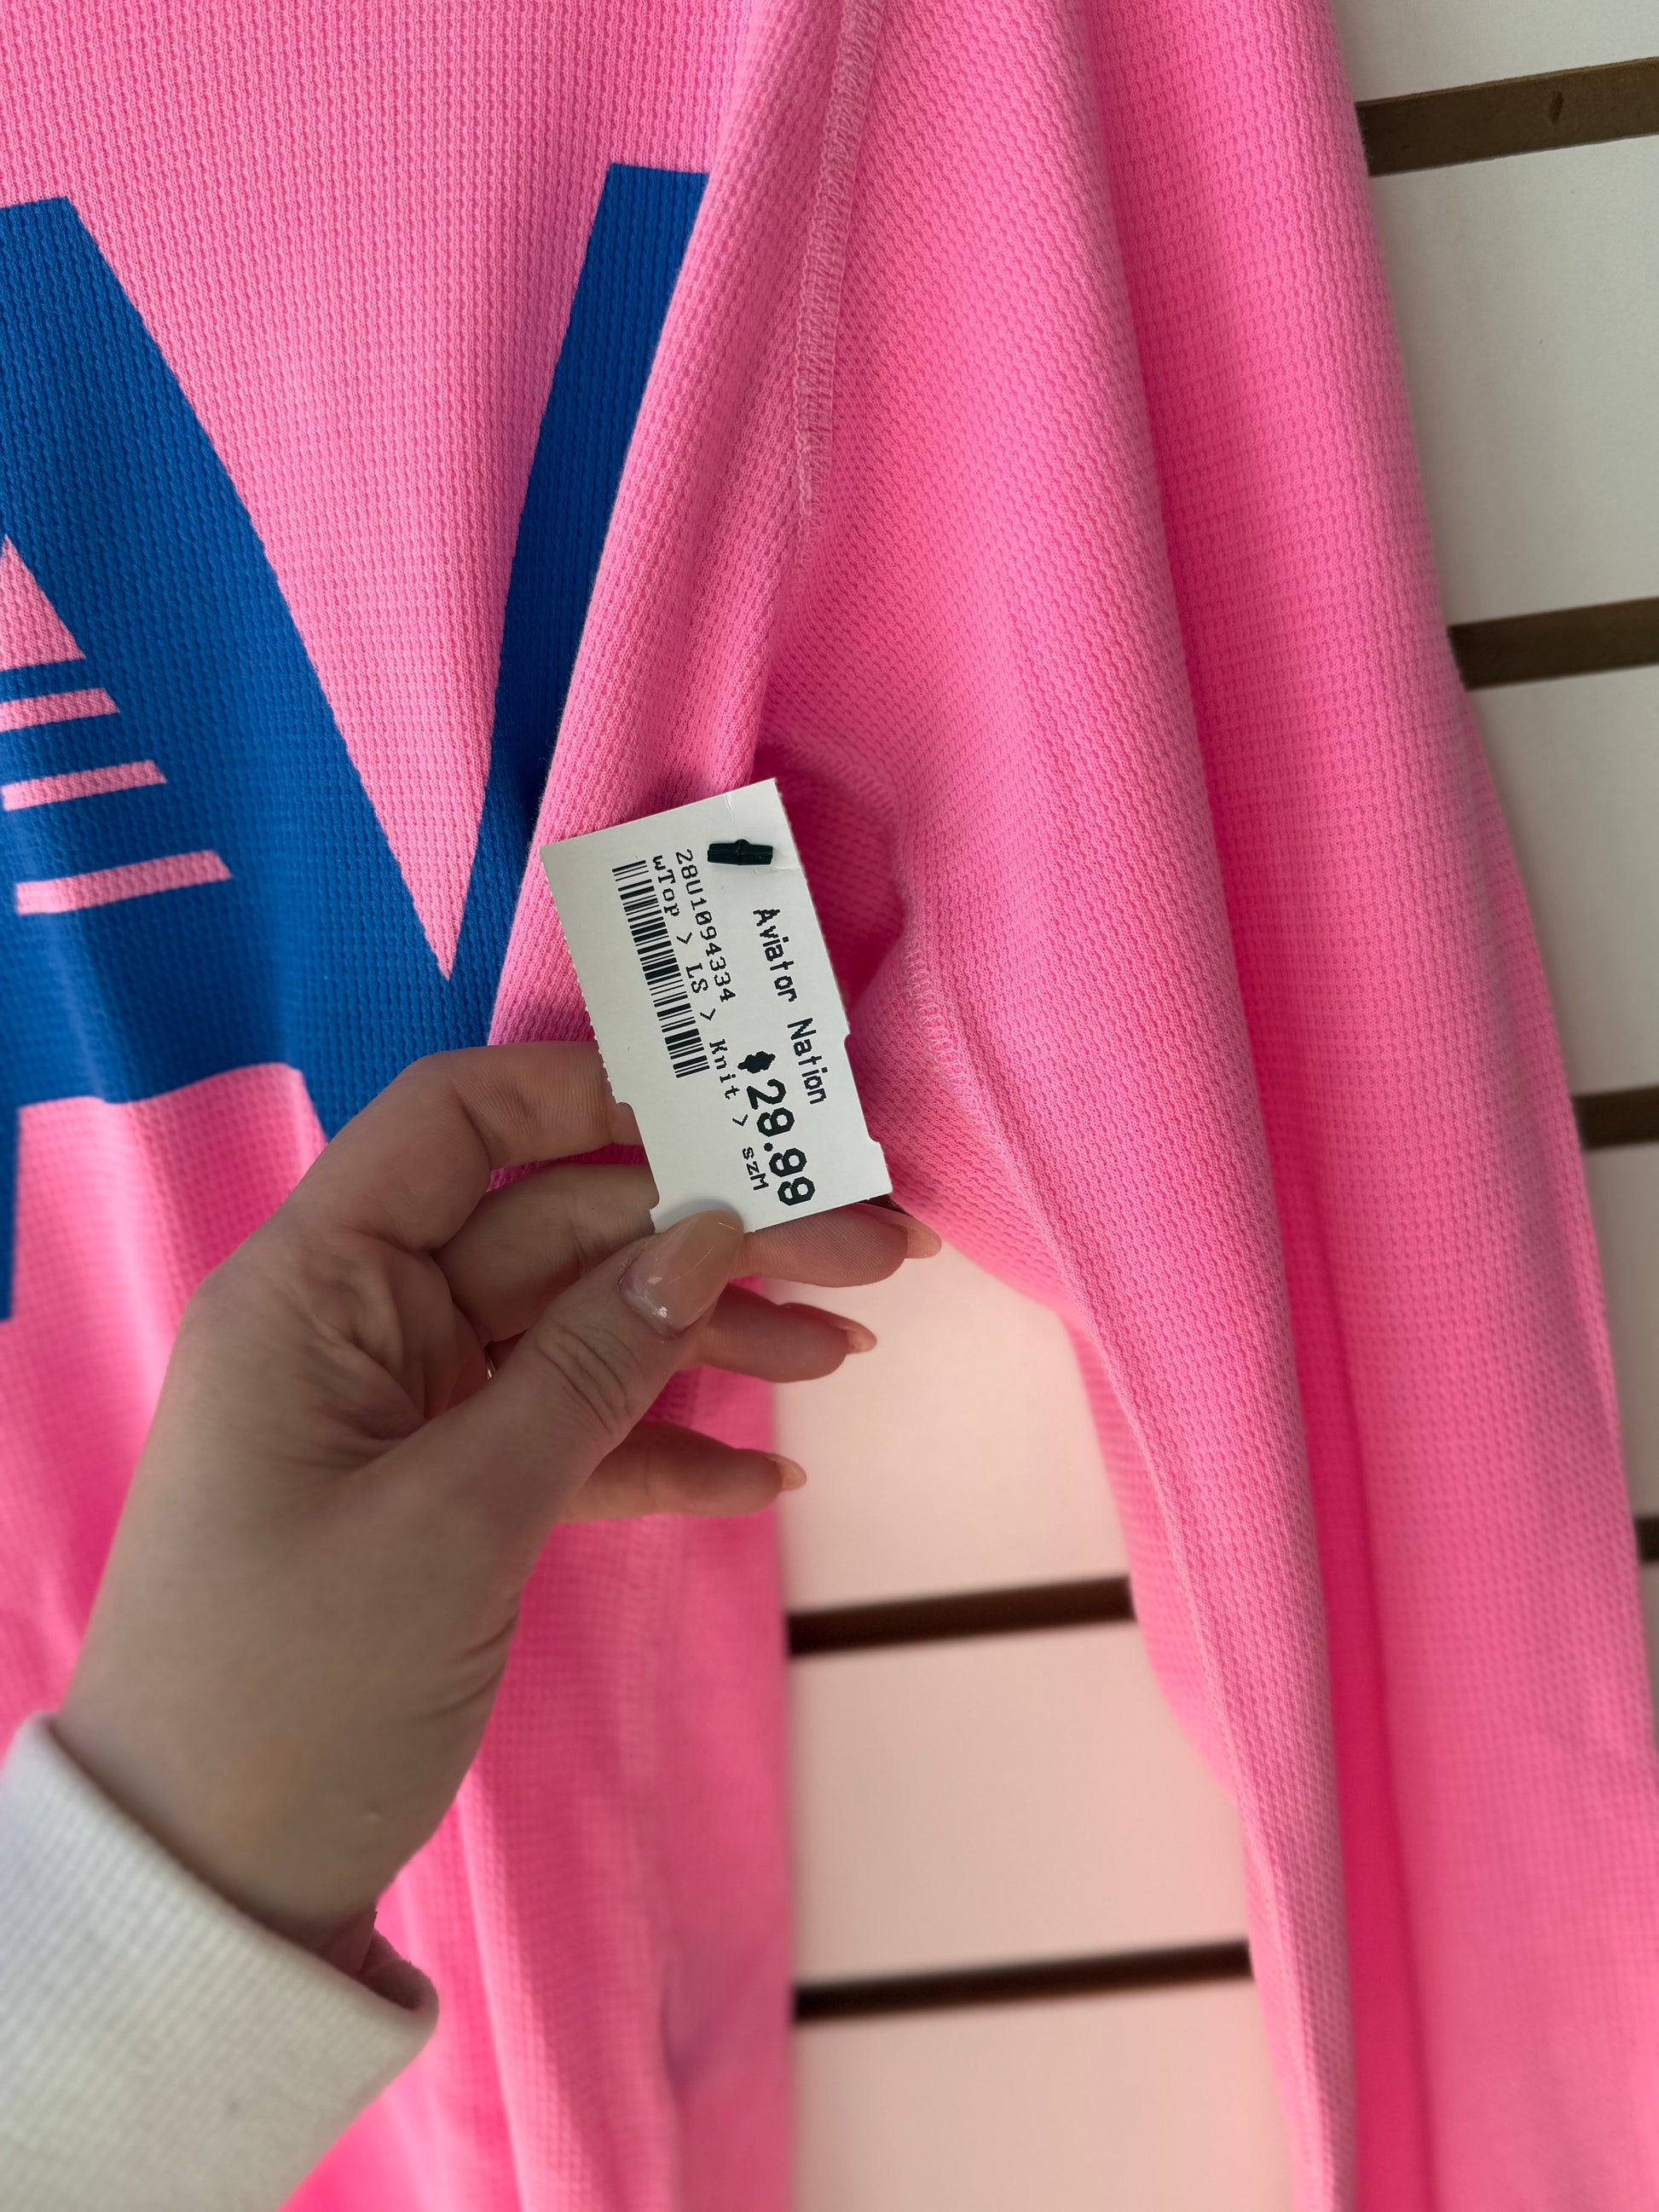 Aviator Nation
$29.99
28U1094334
wTop > LS > Knit > szM